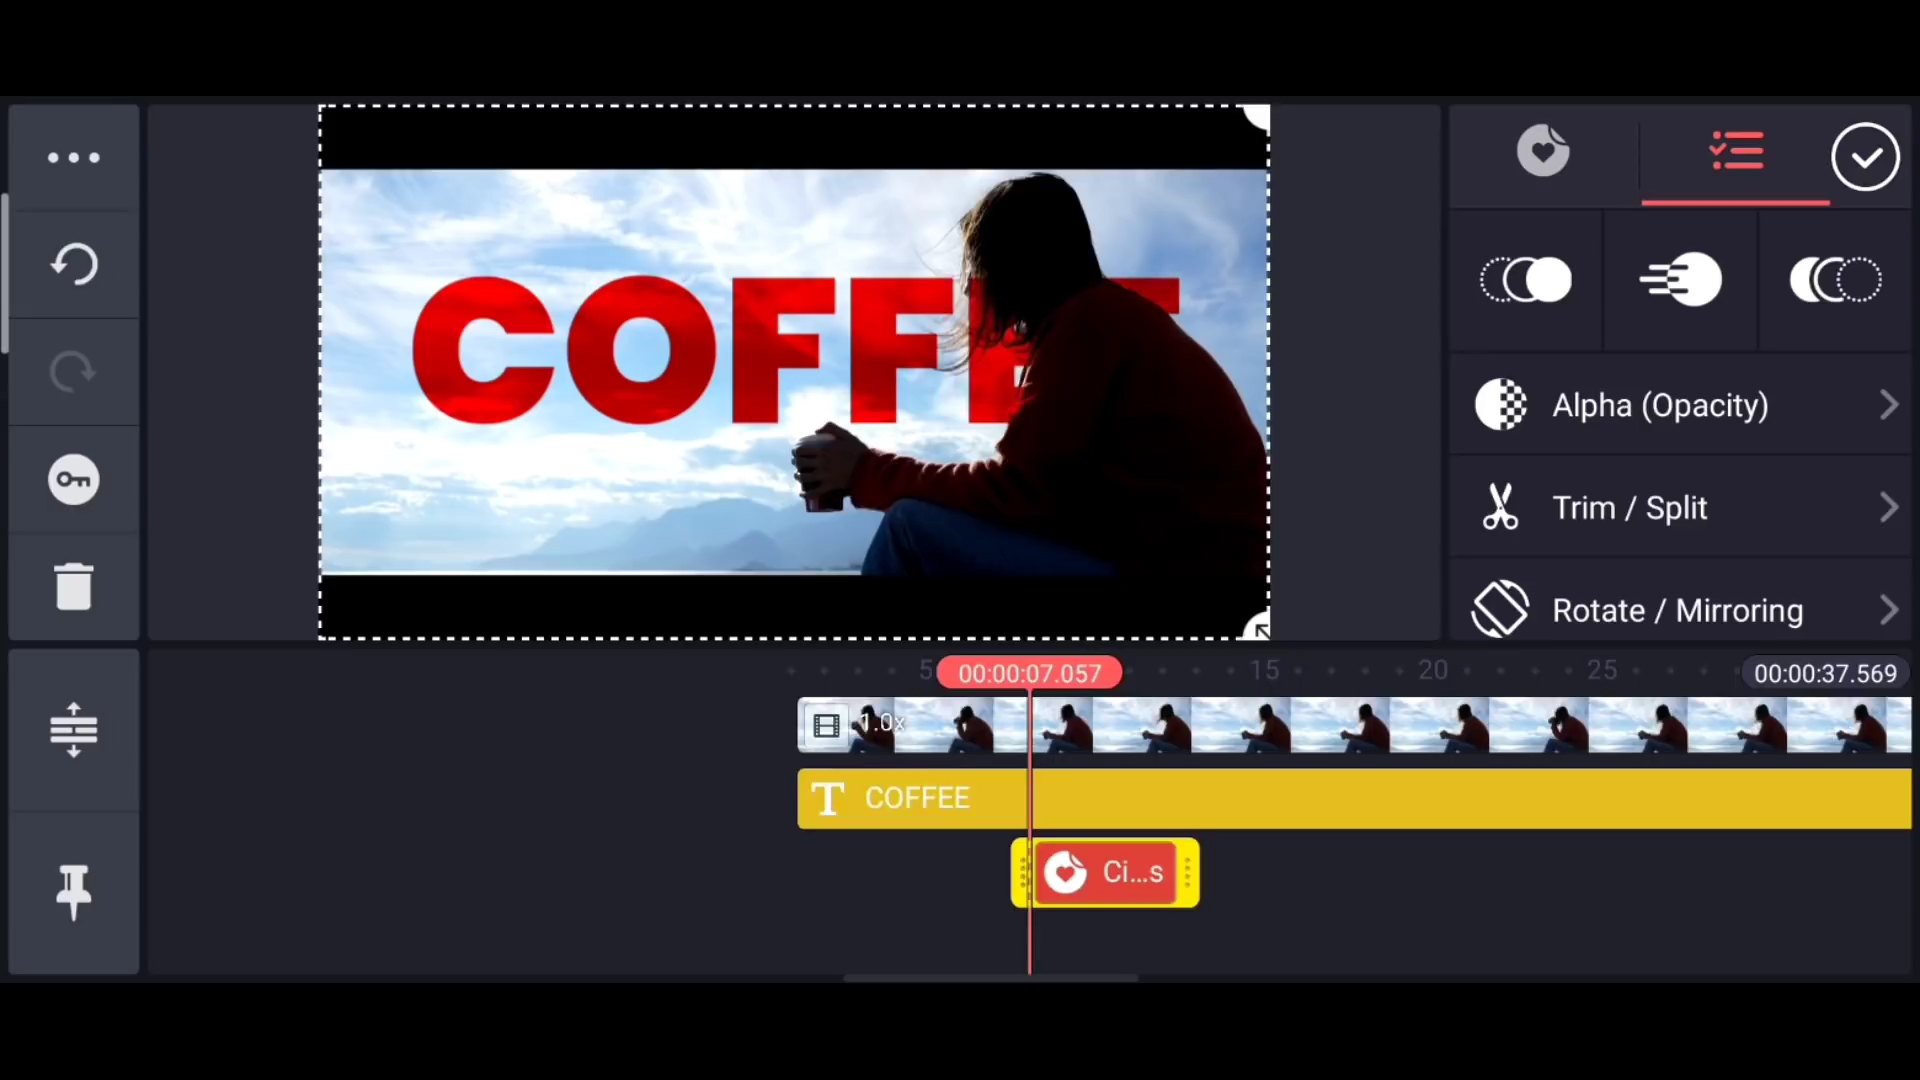 COFFEE
Alpha (Opacity)
Trim / Split
Rotate / Mirroring
5
00:00:07.057
15
20
25
00:00:37.569
1.0x
T COFFEE
Ci...s